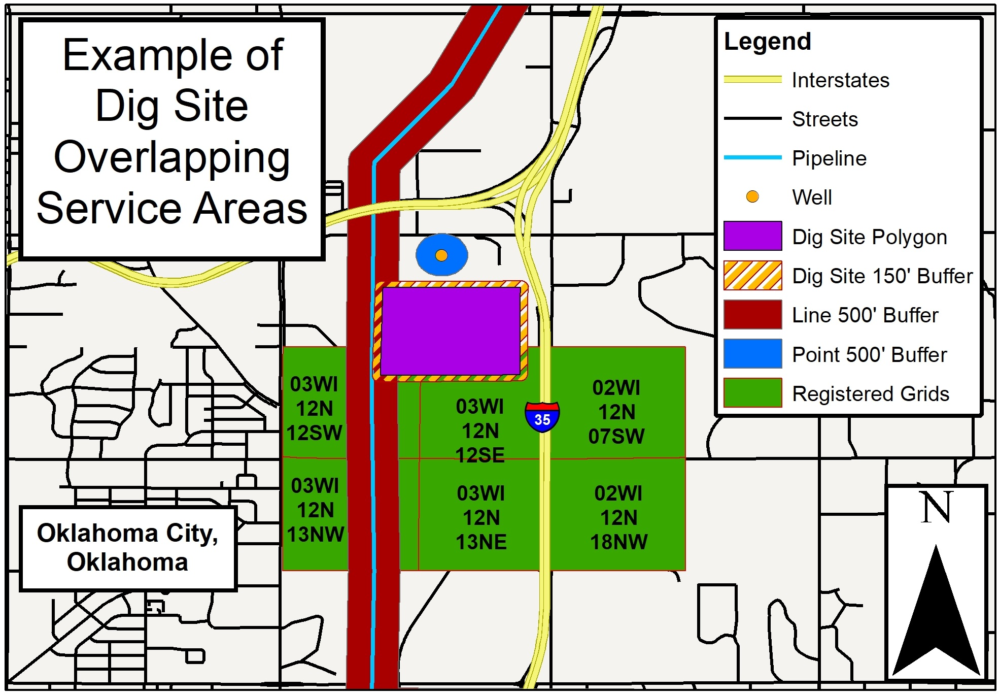 Example of
Dig Site
Overlapping
Service Areas
Legend
Interstates
Streets
Pipeline
Well
Dig Site Polygon
Dig Site 150' Buffer
Line 500' Buffer
Point 500' Buffer
Registered Grids
03WI
12N
12SW
03WI
12N
12SE
02WI
12N
07SW
35
03WI
12N
13NW
03WI
12N
13NE
02WI
12N
18NW
Oklahoma City,
Oklahoma
N